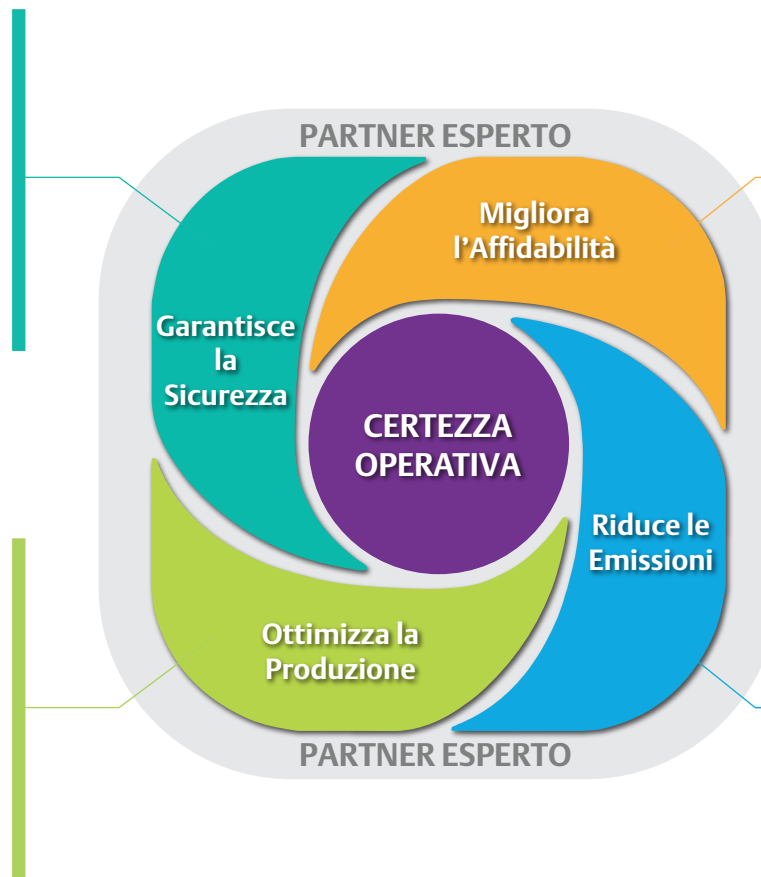 PARTNER ESPERTO
Migliora
l'Affidabilità
Garantisce
la
Sicurezza
CERTEZZA
OPERATIVA
Riduce le
Emissioni
Ottimizza la
Produzione
PARTNER ESPERTO